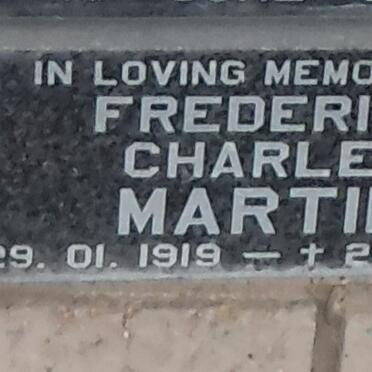 IN LOVING MEMO
FREDERI
CHARLE
MARTI
29. 01. 1919 — † 2